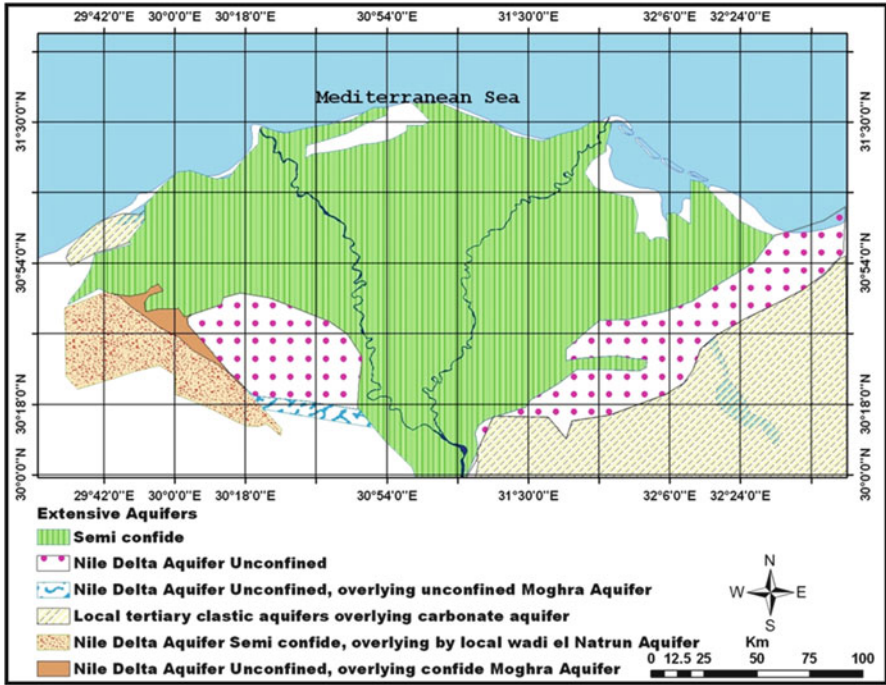 29°42'0"E 30°0'0"E 30°18'0"E 30°54'0"E 31°30'0"E 32°6'0"E 32°24'0"E
Mediterranean Sea
31°30'0"N 31°30'0"N
30°54'0"N 30°54'0"N
30°18'0"N 30°18'0"N
30°0'0"N 30°0'0"N
29°42'0"E 30°0'0"E 30°18'0"E 30°54'0"E 31°30'0"E 32°6'0"E 32°24'0"E
Extensive Aquifers
Semi confide
Nile Delta Aquifer Unconfined
Nile Delta Aquifer Unconfined, overlying unconfined Moghra Aquifer
Local tertiary clastic aquifers overlying carbonate aquifer
Nile Delta Aquifer Semi confide, overlying by local wadi el Natrun Aquifer
Nile Delta Aquifer Unconfined, overlying confide Moghra Aquifer
N
W E
S
Km
0 12.5 25 50 75 100